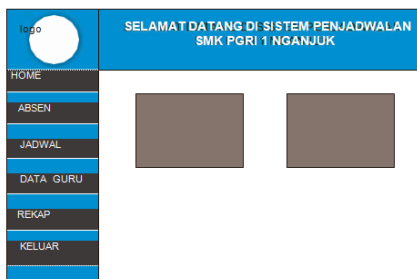 logo
SELAMAT DATANG DI SISTEM PENJADWALAN
SMK PGRI 1 NGANJUK
HOME
ABSEN
JADWAL
DATA GURU
REKAP
KELUAR